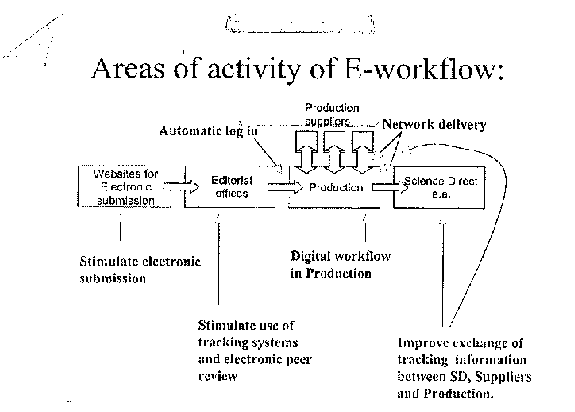 Areas of activity of E-workflow:
Production
suppliers
Automatic log in
Network delivery
Websites for
Electronic
submission
Editorial
offices
Production
Science Direct
e.a.
Stimulate electronic
submission
Digital workflow
in Production
Stimulate use of
tracking systems
and electronic peer
review
Improve exchange of
tracking information
between SD, Suppliers
and Production.